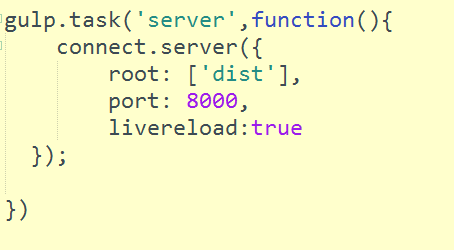 gulp.task('server',function(){
    connect.server({
        root: ['dist'],
        port: 8000,
        livereload:true
  });
})